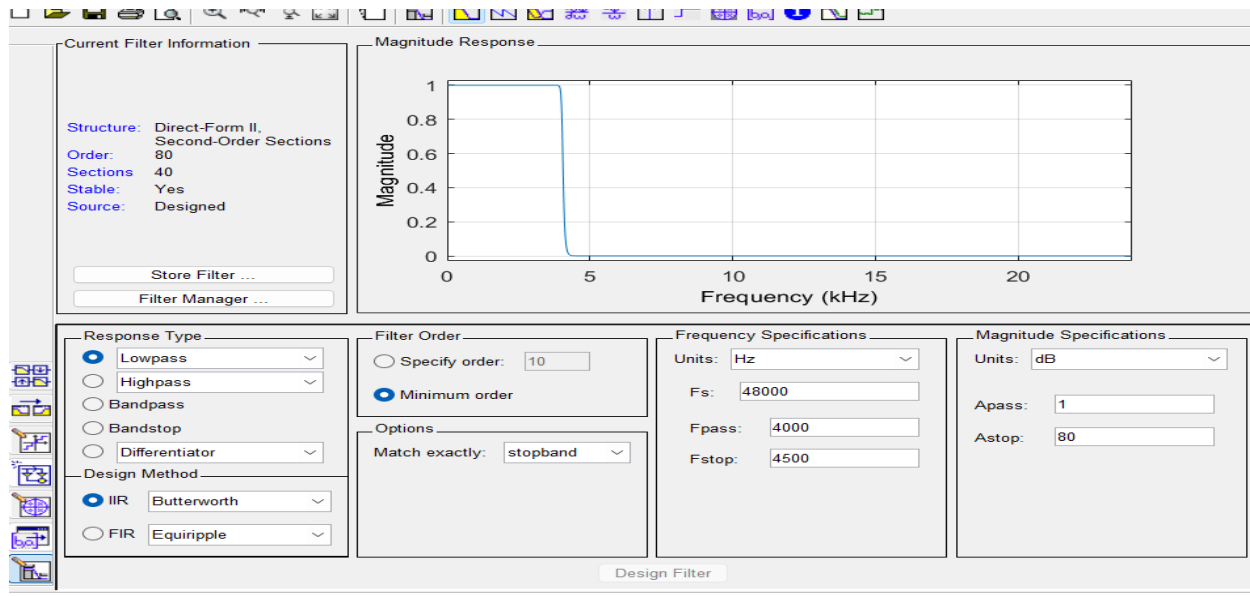 Current Filter Information
Structure: Direct-Form II,
Second-Order Sections
Order: 80
Sections 40
Stable: Yes
Source: Designed
Store Filter ...
Filter Manager ...
Magnitude Response
1
0.8
0.6
0.4
0.2
0
Magnitude
0 5 10 15 20
Frequency (kHz)
Response Type
Lowpass
Highpass
Bandpass
Bandstop
Differentiator
Design Method
IIR Butterworth
FIR Equiripple
Filter Order
Specify order: 10
Minimum order
Options
Match exactly: stopband
Frequency Specifications
Units: Hz
Fs: 48000
Fpass: 4000
Fstop: 4500
Magnitude Specifications
Units: dB
Apass: 1
Astop: 80
Design Filter